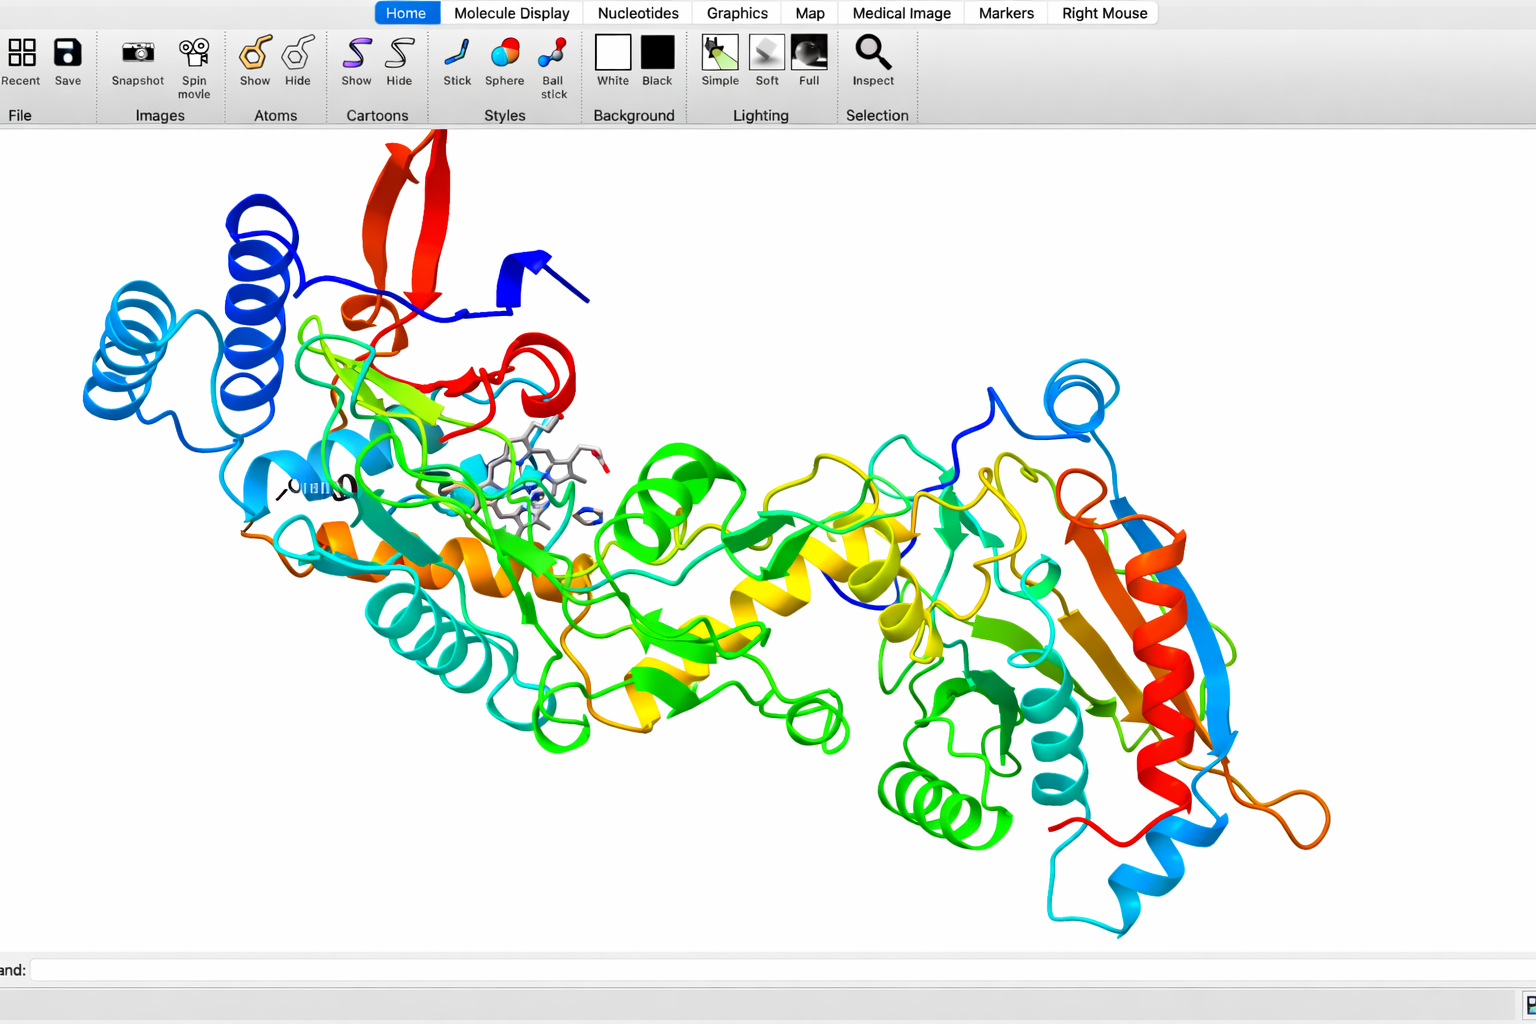 Home Molecule Display Nucleotides Graphics Map Medical Image Markers Right Mouse
Recent Save Snapshot Spin movie Show Hide Show Hide Stick Sphere Ball stick White Black Simple Soft Full Inspect
File Images Atoms Cartoons Styles Background Lighting Selection
and: